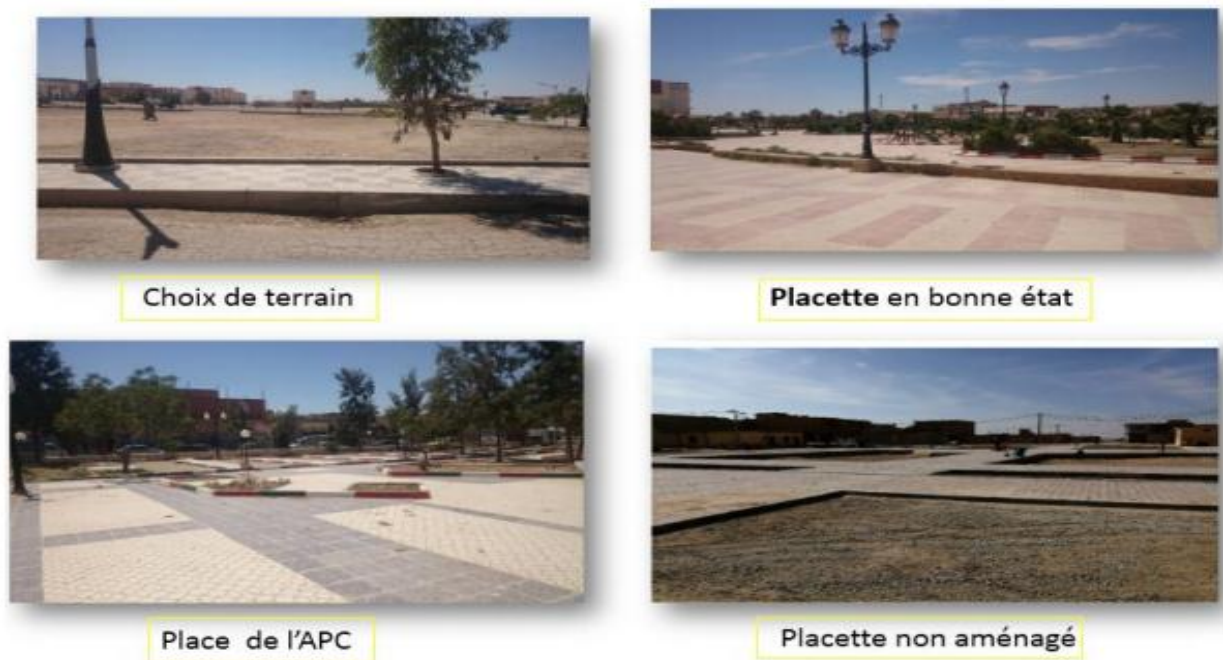 Choix de terrain
Placette en bonne état
Place de l'APC
Placette non aménagé